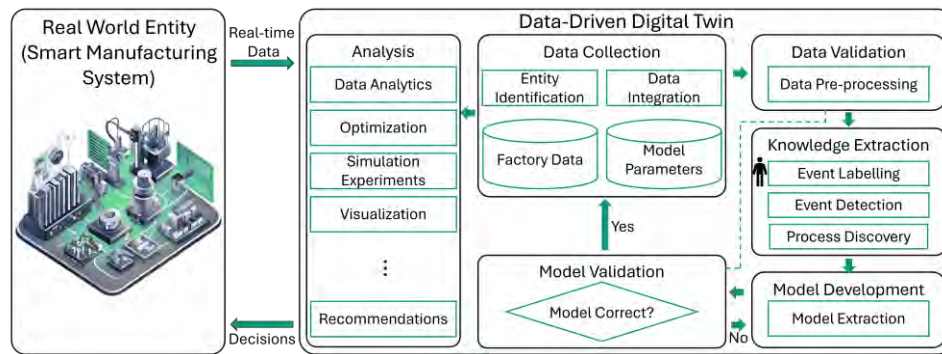 Real World Entity
(Smart Manufacturing
System)
Real-time
Data
Decisions
Data-Driven Digital Twin
Analysis
Data Analytics
Optimization
Simulation
Experiments
Visualization
⋮
Recommendations
Data Collection
Entity
Identification
Data
Integration
Factory Data
Model
Parameters
Data Validation
Data Pre-processing
Knowledge Extraction
Event Labelling
Event Detection
Process Discovery
Model Development
Model Extraction
Model Validation
Model Correct?
Yes
No